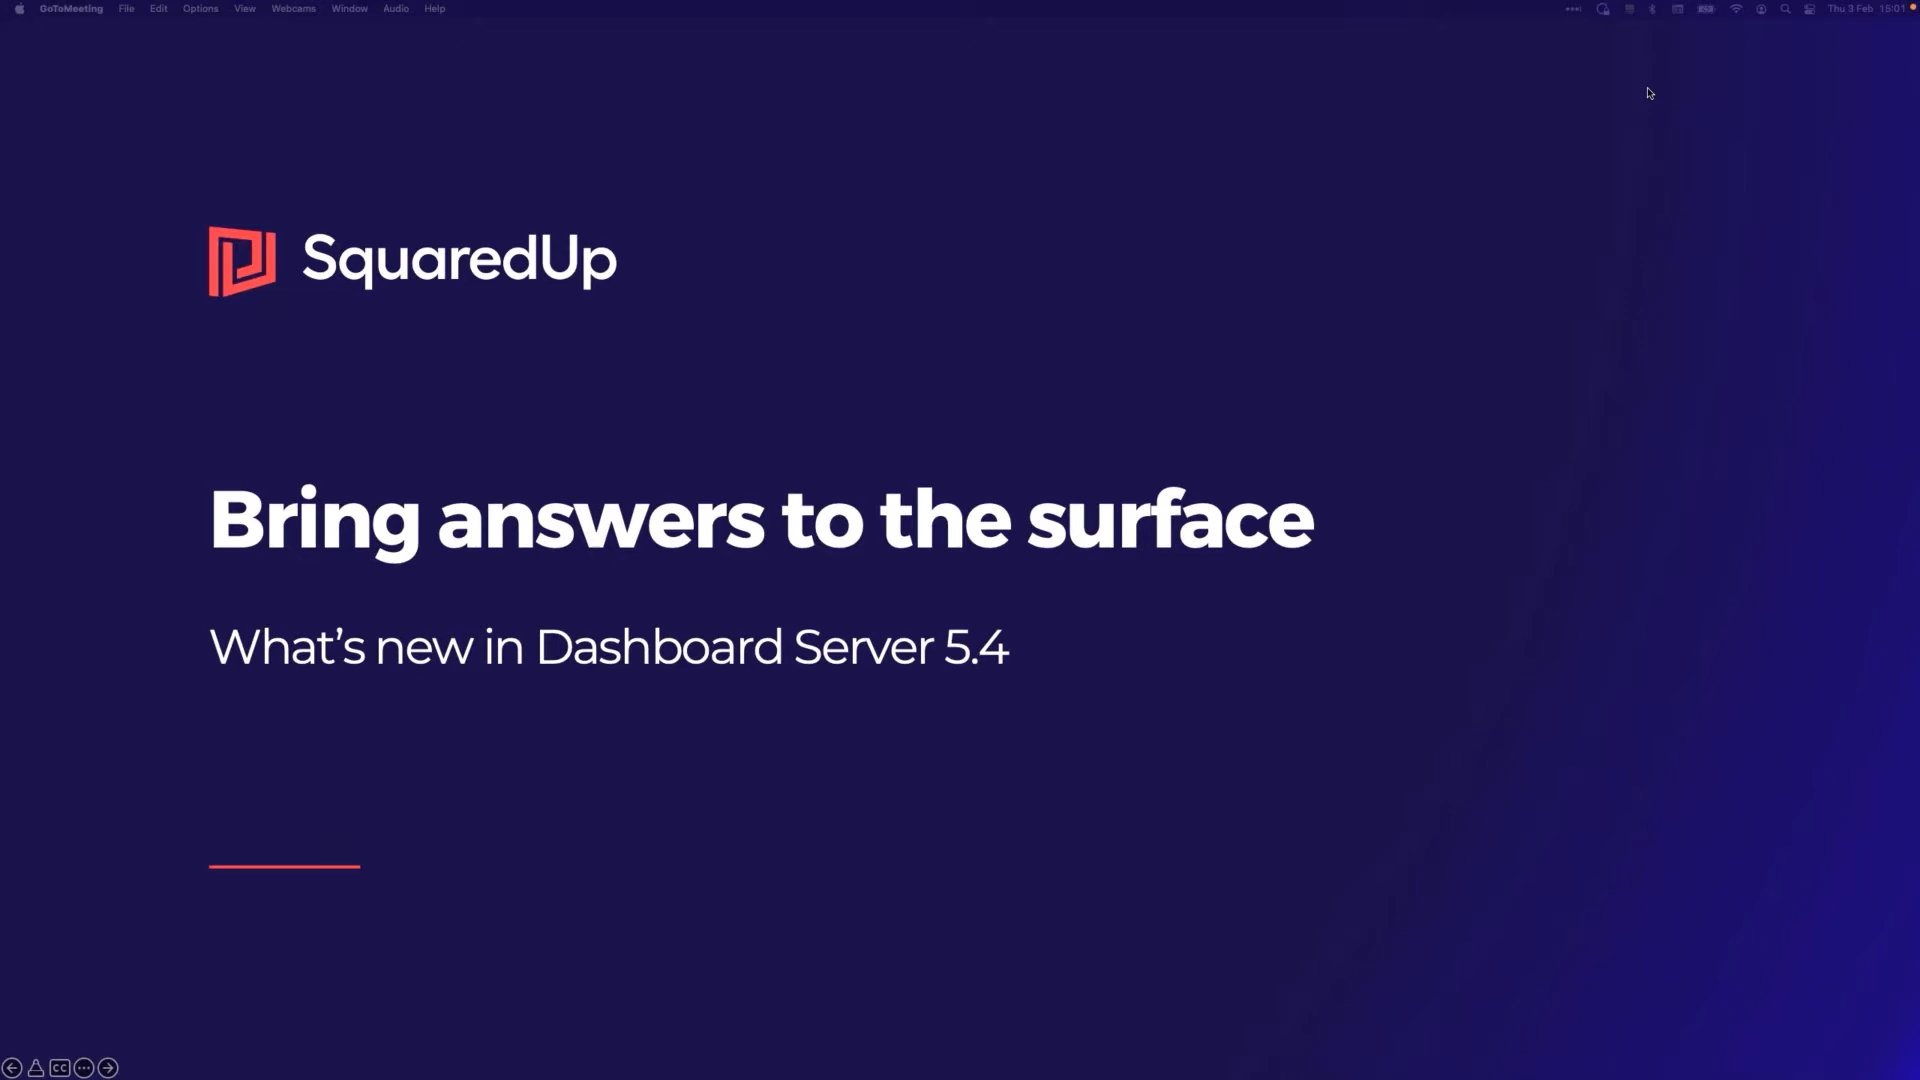 GoToMeeting File Edit Options View Webcams Window Audio Help Thu 3 Feb 15:01
SquaredUp
Bring answers to the surface
What's new in Dashboard Server 5.4
CC